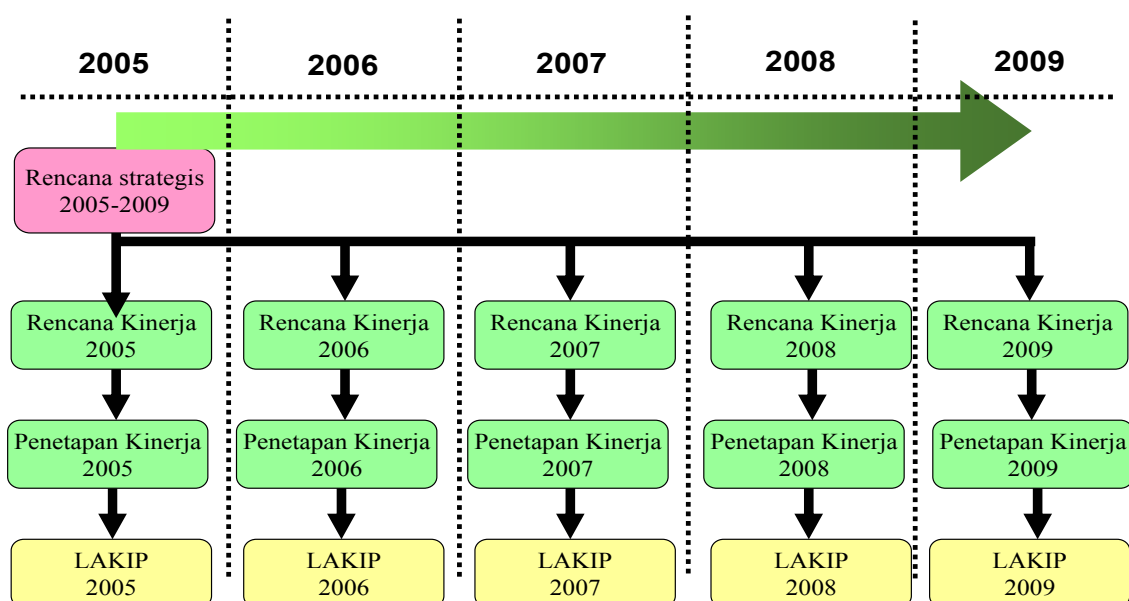 2005
2006
2007
2008
2009
Rencana strategis
2005-2009
Rencana Kinerja
2005
Rencana Kinerja
2006
Rencana Kinerja
2007
Rencana Kinerja
2008
Rencana Kinerja
2009
Penetapan Kinerja
2005
Penetapan Kinerja
2006
Penetapan Kinerja
2007
Penetapan Kinerja
2008
Penetapan Kinerja
2009
LAKIP
2005
LAKIP
2006
LAKIP
2007
LAKIP
2008
LAKIP
2009